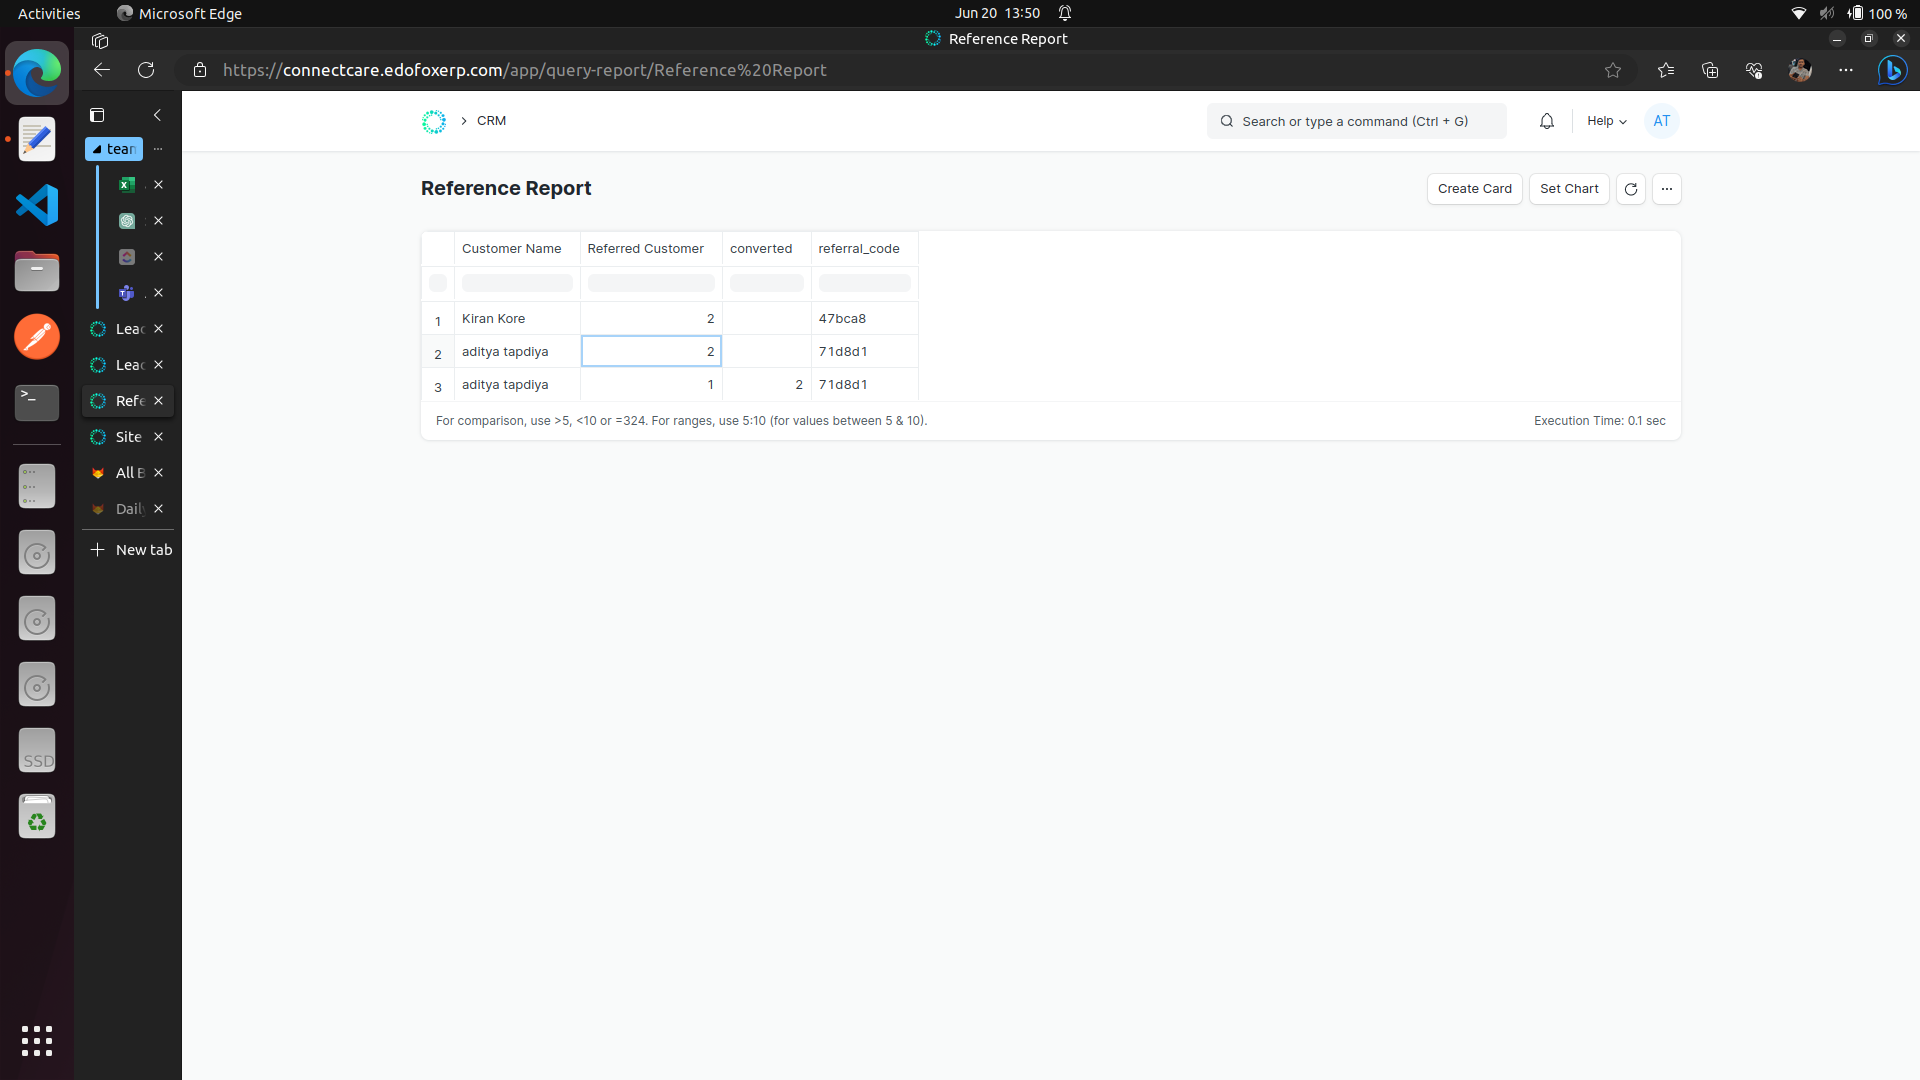 Activities
Microsoft Edge
Jun 20 13:50
100 %
Reference Report
https://connectcare.edofoxerp.com/app/query-report/Reference%20Report
CRM
Search or type a command (Ctrl + G)
Help
AT
tean
Reference Report
Create Card
Set Chart
Customer Name Referred Customer converted referral_code
1 Kiran Kore 2 47bca8
2 aditya tapdiya 2 71d8d1
3 aditya tapdiya 1 2 71d8d1
For comparison, use >5, <10 or =324. For ranges, use 5:10 (for values between 5 & 10).
Execution Time: 0.1 sec
Lead
Lead
Refe
Site
All B
Daily
New tab
SSD